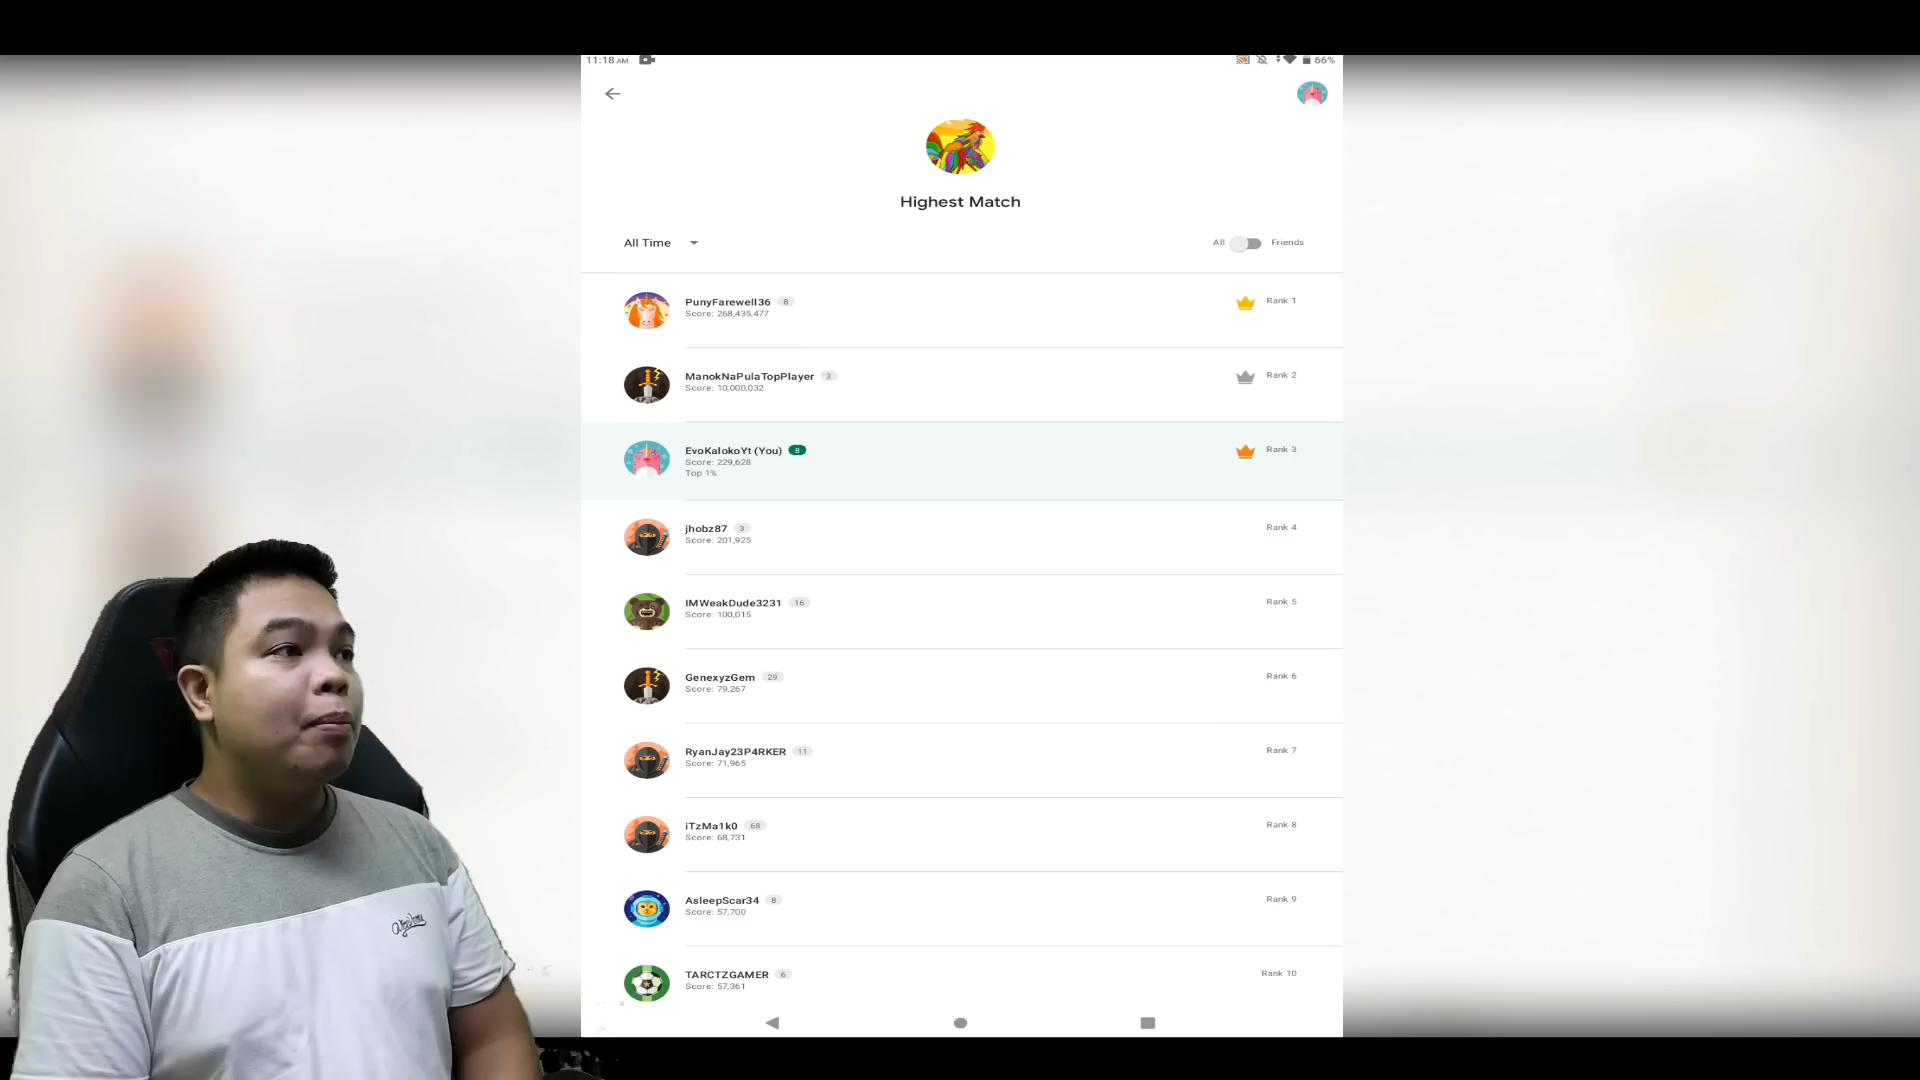 11:18 AM
66%
Highest Match
All Time
All
Friends
PunyFarewell36 8
Score: 268,435,477
Rank 1
ManokNaPulaTopPlayer 3
Score: 10,000,032
Rank 2
EvoKalokoYt (You) 8
Score: 229,628
Top 1%
Rank 3
jhobz87 3
Score: 201,925
Rank 4
IMWeakDude3231 16
Score: 100,015
Rank 5
GenexyzGem 29
Score: 79,267
Rank 6
RyanJay23P4RKER 11
Score: 71,965
Rank 7
iTzMa1k0 68
Score: 68,731
Rank 8
AsleepScar34 8
Score: 57,700
Rank 9
TARCTZGAMER 6
Score: 57,361
Rank 10